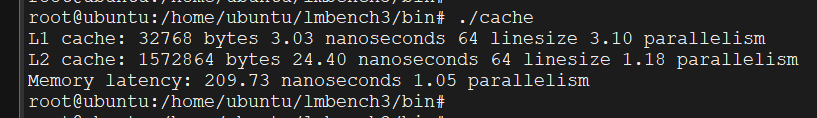 root@ubuntu:/home/ubuntu/lmbench3/bin# ./cache
L1 cache: 32768 bytes 3.03 nanoseconds 64 linesize 3.10 parallelism
L2 cache: 1572864 bytes 24.40 nanoseconds 64 linesize 1.18 parallelism
Memory latency: 209.73 nanoseconds 1.05 parallelism
root@ubuntu:/home/ubuntu/lmbench3/bin#